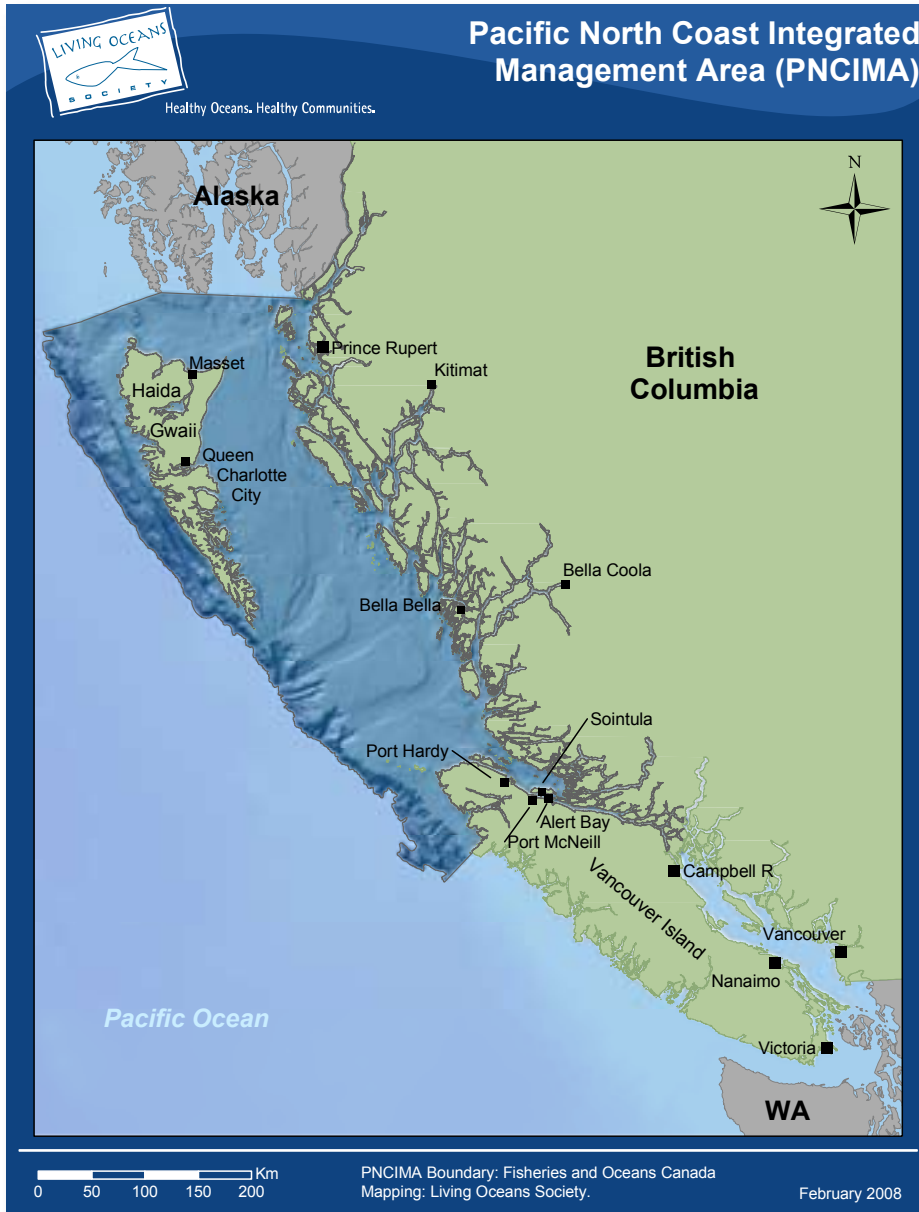 LIVING OCEANS
SOCIETY
Healthy Oceans. Healthy Communities.
Pacific North Coast Integrated
Management Area (PNCIMA)
N
Alaska
Prince Rupert
Masset
Kitimat
British
Columbia
Haida
Gwaii
Queen
Charlotte
City
Bella Coola
Bella Bella
Sointula
Port Hardy
Alert Bay
Port McNeill
Campbell R
Vancouver Island
Vancouver
Nanaimo
Pacific Ocean
Victoria
WA
Km
0 50 100 150 200
PNCIMA Boundary: Fisheries and Oceans Canada
Mapping: Living Oceans Society.
February 2008